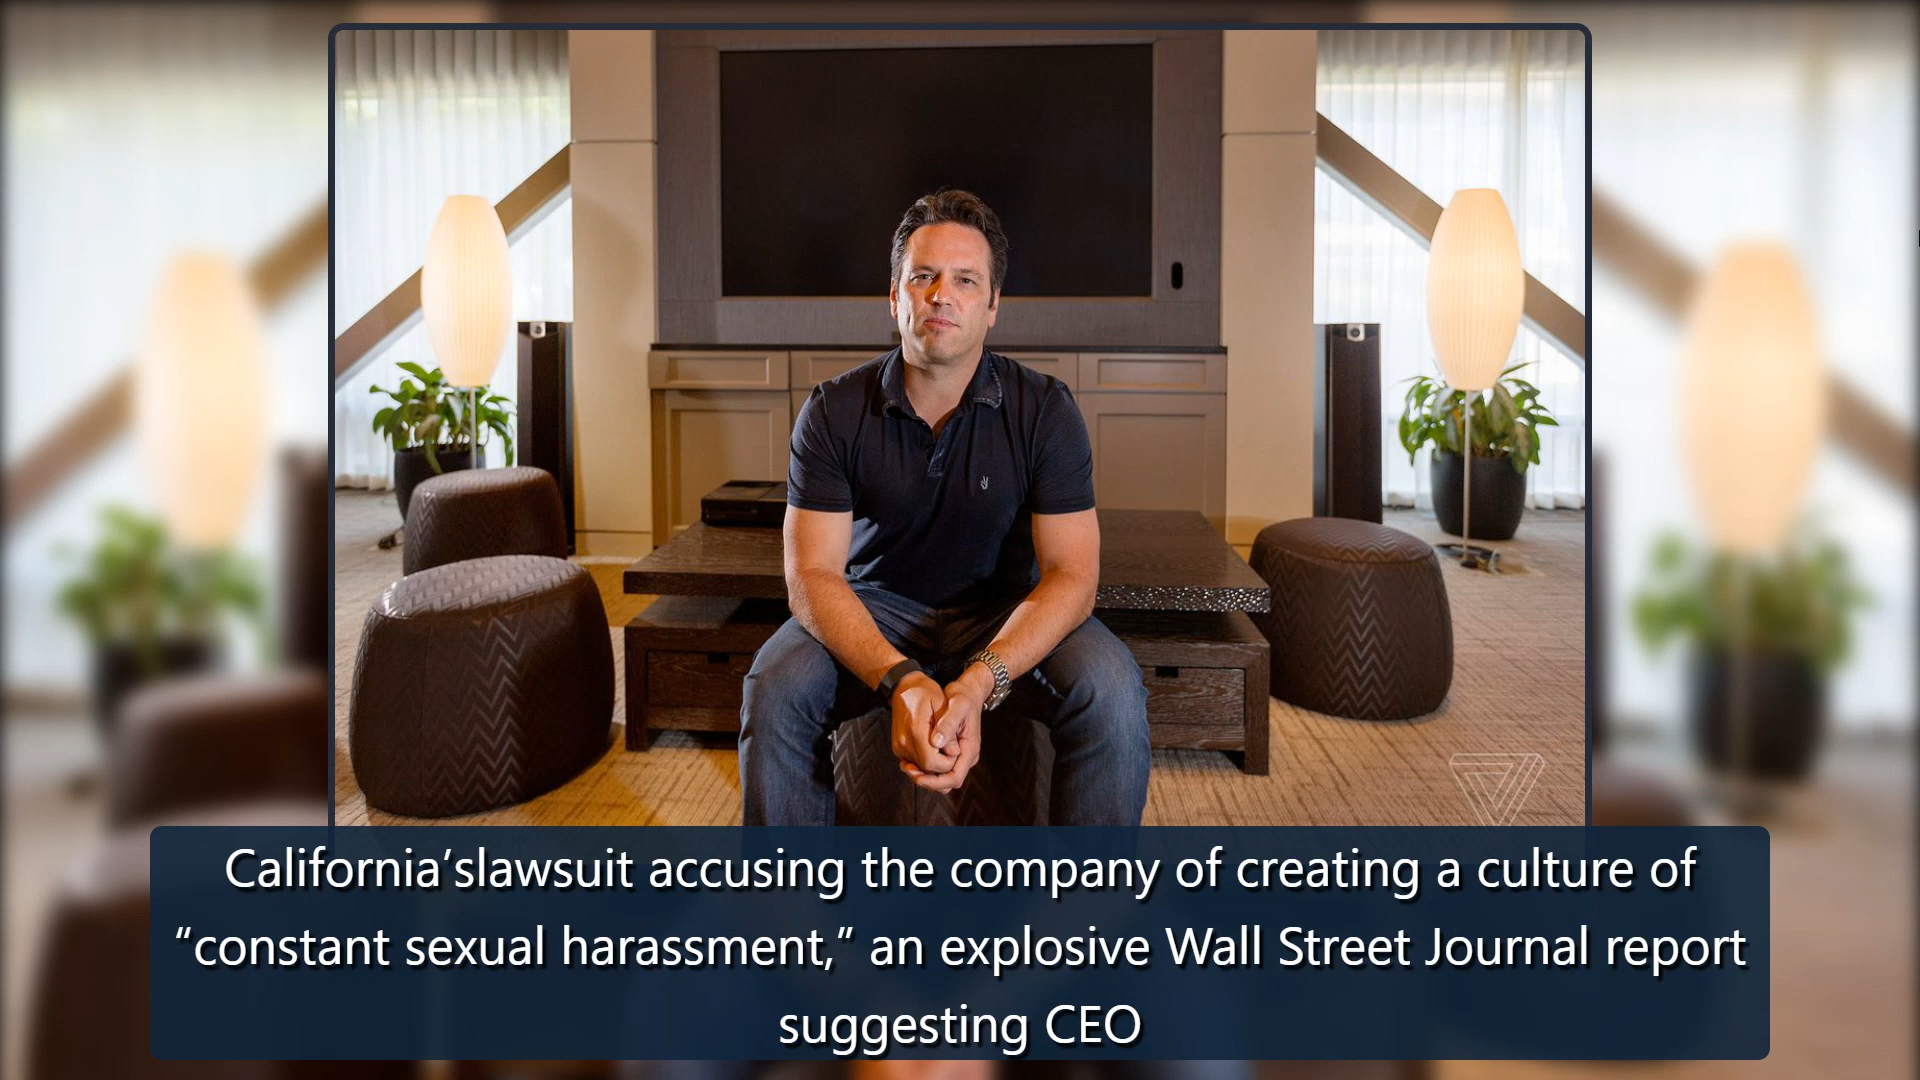 California’slawsuit accusing the company of creating a culture of
“constant sexual harassment,” an explosive Wall Street Journal report
suggesting CEO